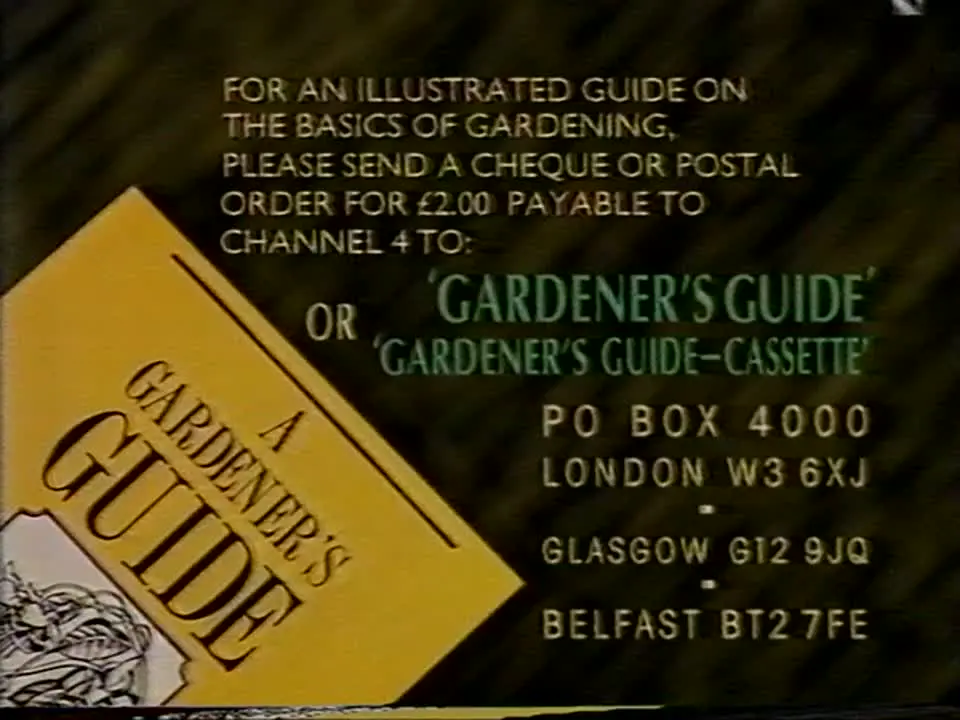 FOR AN ILLUSTRATED GUIDE ON
THE BASICS OF GARDENING,
PLEASE SEND A CHEQUE OR POSTAL
ORDER FOR £2.00 PAYABLE TO
CHANNEL 4 TO:
'GARDENER'S GUIDE'
OR 'GARDENER'S GUIDE–CASSETTE'
PO BOX 4000
LONDON W3 6XJ
GLASGOW G12 9JQ
BELFAST BT2 7FE
A
GARDENER'S
GUIDE